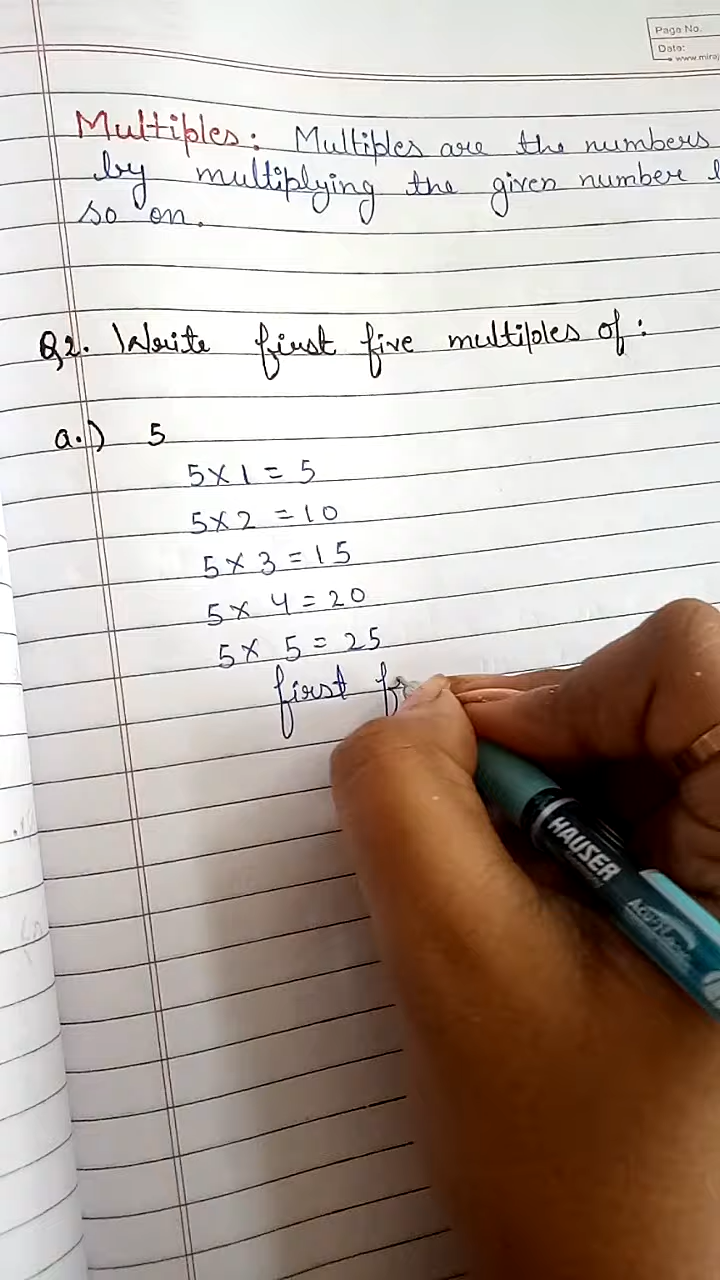 Page No.
Date:
www.miraj
Multiples: Multiples are the numbers
by multiplying the given number
so on.
Q2. Write first five multiples of:
a.) 5
5 × 1 = 5
5 × 2 = 10
5 × 3 = 15
5 × 4 = 20
5 × 5 = 25
first
HAUSER